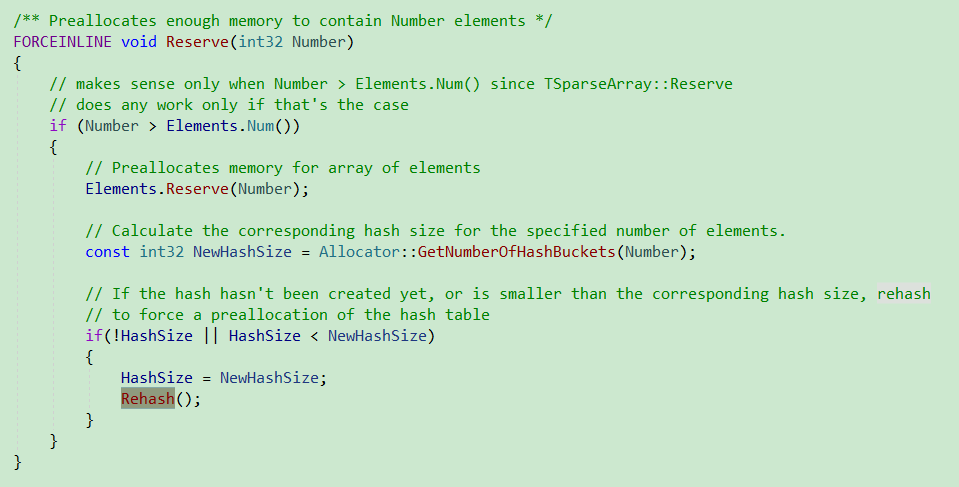 /** Preallocates enough memory to contain Number elements */
FORCEINLINE void Reserve(int32 Number)
{
    // makes sense only when Number > Elements.Num() since TSparseArray::Reserve
    // does any work only if that's the case
    if (Number > Elements.Num())
    {
        // Preallocates memory for array of elements
        Elements.Reserve(Number);

        // Calculate the corresponding hash size for the specified number of elements.
        const int32 NewHashSize = Allocator::GetNumberOfHashBuckets(Number);

        // If the hash hasn't been created yet, or is smaller than the corresponding hash size, rehash
        // to force a preallocation of the hash table
        if(!HashSize || HashSize < NewHashSize)
        {
            HashSize = NewHashSize;
            Rehash();
        }
    }
}